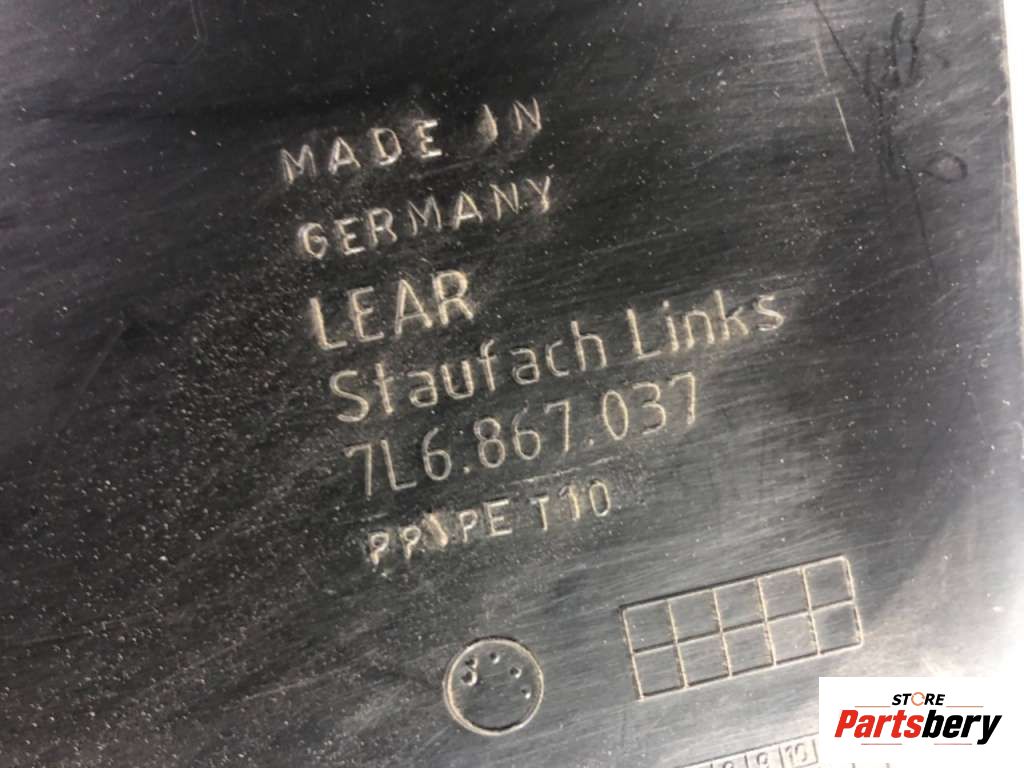 MADE IN
GERMANY
LEAR
Staufach Links
7L6.867.037
PP\PE T10
STORE
Partsbery